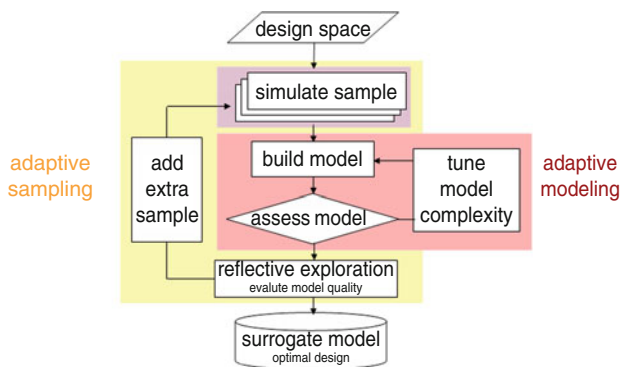 design space
simulate sample
adaptive
sampling
add
extra
sample
build model
assess model
tune
model
complexity
adaptive
modeling
reflective exploration
evalute model quality
surrogate model
optimal design